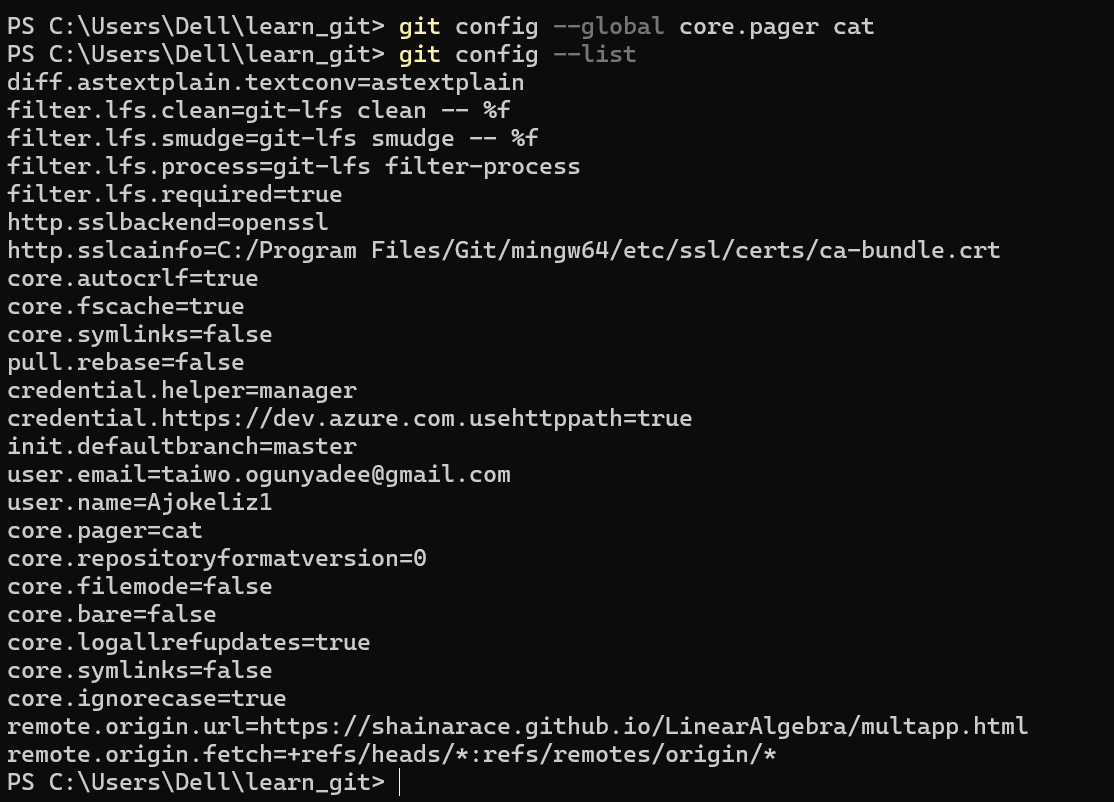 PS C:\Users\Dell\learn_git> git config --global core.pager cat
PS C:\Users\Dell\learn_git> git config --list
diff.astextplain.textconv=astextplain
filter.lfs.clean=git-lfs clean -- %f
filter.lfs.smudge=git-lfs smudge -- %f
filter.lfs.process=git-lfs filter-process
filter.lfs.required=true
http.sslbackend=openssl
http.sslcainfo=C:/Program Files/Git/mingw64/etc/ssl/certs/ca-bundle.crt
core.autocrlf=true
core.fscache=true
core.symlinks=false
pull.rebase=false
credential.helper=manager
credential.https://dev.azure.com.usehttppath=true
init.defaultbranch=master
user.email=taiwo.ogunyadee@gmail.com
user.name=Ajokeliz1
core.pager=cat
core.repositoryformatversion=0
core.filemode=false
core.bare=false
core.logallrefupdates=true
core.symlinks=false
core.ignorecase=true
remote.origin.url=https://shainarace.github.io/LinearAlgebra/multapp.html
remote.origin.fetch=+refs/heads/*:refs/remotes/origin/*
PS C:\Users\Dell\learn_git>